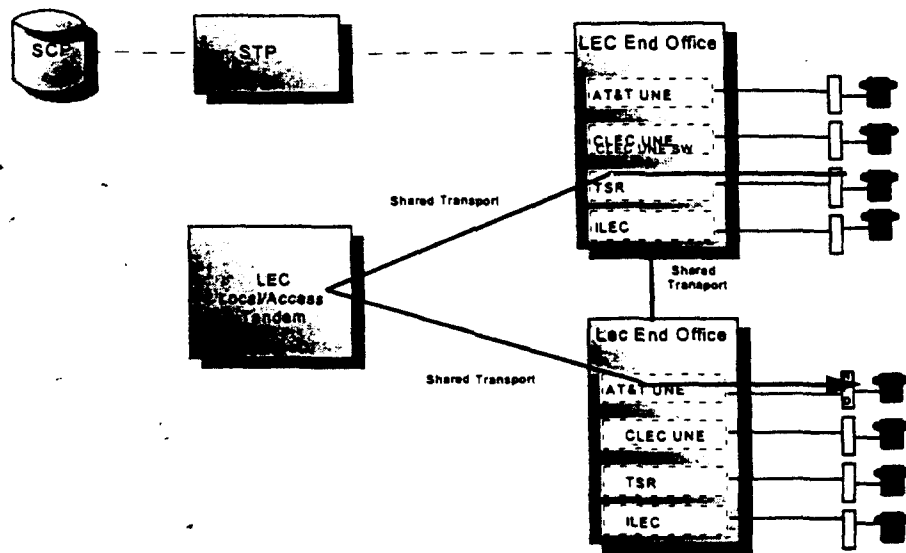 SCP
STP
LEC End Office
AT&T UNE
CLEC UNE
CLEC UNE SW
TSR
ILEC
Shared Transport
LEC
Local/Access
Tandem
Shared
Transport
Shared Transport
Lec End Office
AT&T UNE
CLEC UNE
TSR
ILEC